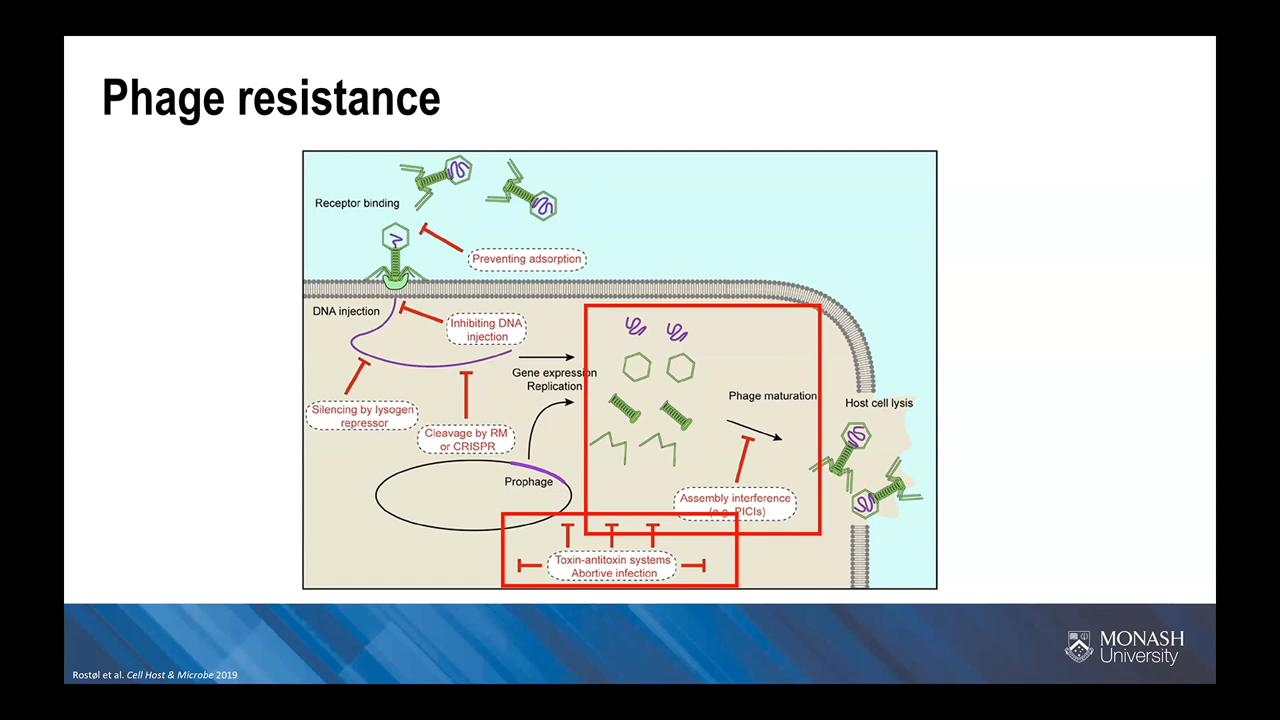 Phage resistance
Receptor binding
Preventing adsorption
DNA injection
Inhibiting DNA
injection
Gene expression
Replication
Silencing by lysogen
repressor
Cleavage by RM
or CRISPR
Prophage
Phage maturation
Host cell lysis
Assembly interference
(e.g. PICIs)
Toxin-antitoxin systems
Abortive infection
MONASH
University
Rostøl et al. Cell Host & Microbe 2019